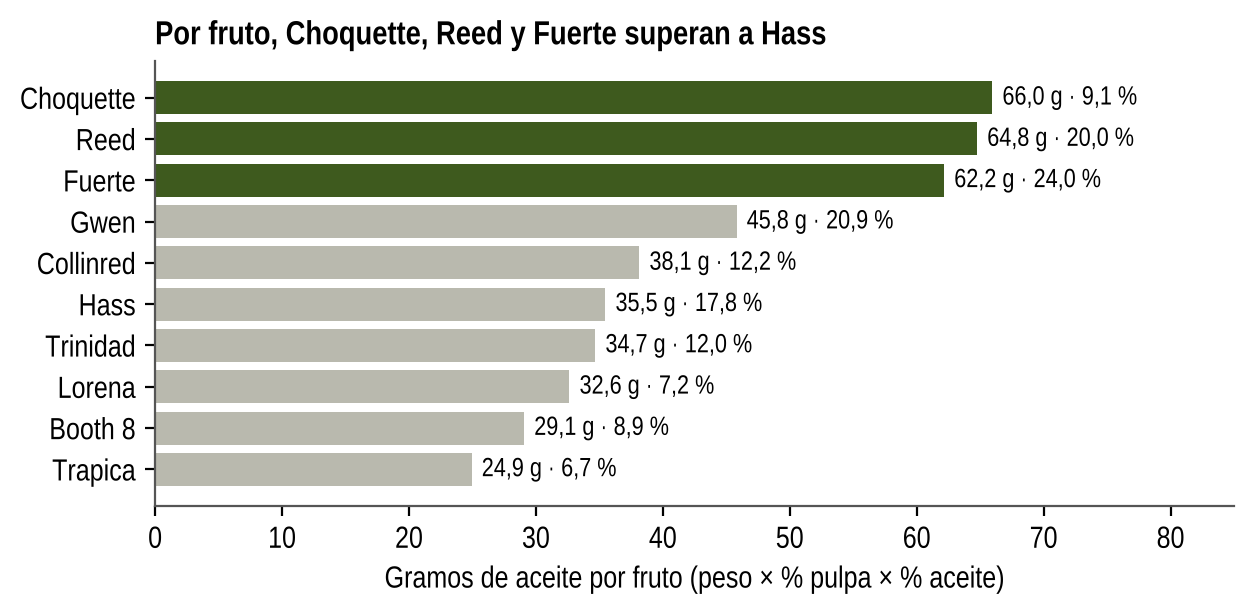 Por fruto, Choquette, Reed y Fuerte superan a Hass
Choquette 66,0 g · 9,1 %
Reed 64,8 g · 20,0 %
Fuerte 62,2 g · 24,0 %
Gwen 45,8 g · 20,9 %
Collinred 38,1 g · 12,2 %
Hass 35,5 g · 17,8 %
Trinidad 34,7 g · 12,0 %
Lorena 32,6 g · 7,2 %
Booth 8 29,1 g · 8,9 %
Trapica 24,9 g · 6,7 %
0 10 20 30 40 50 60 70 80
Gramos de aceite por fruto (peso × % pulpa × % aceite)